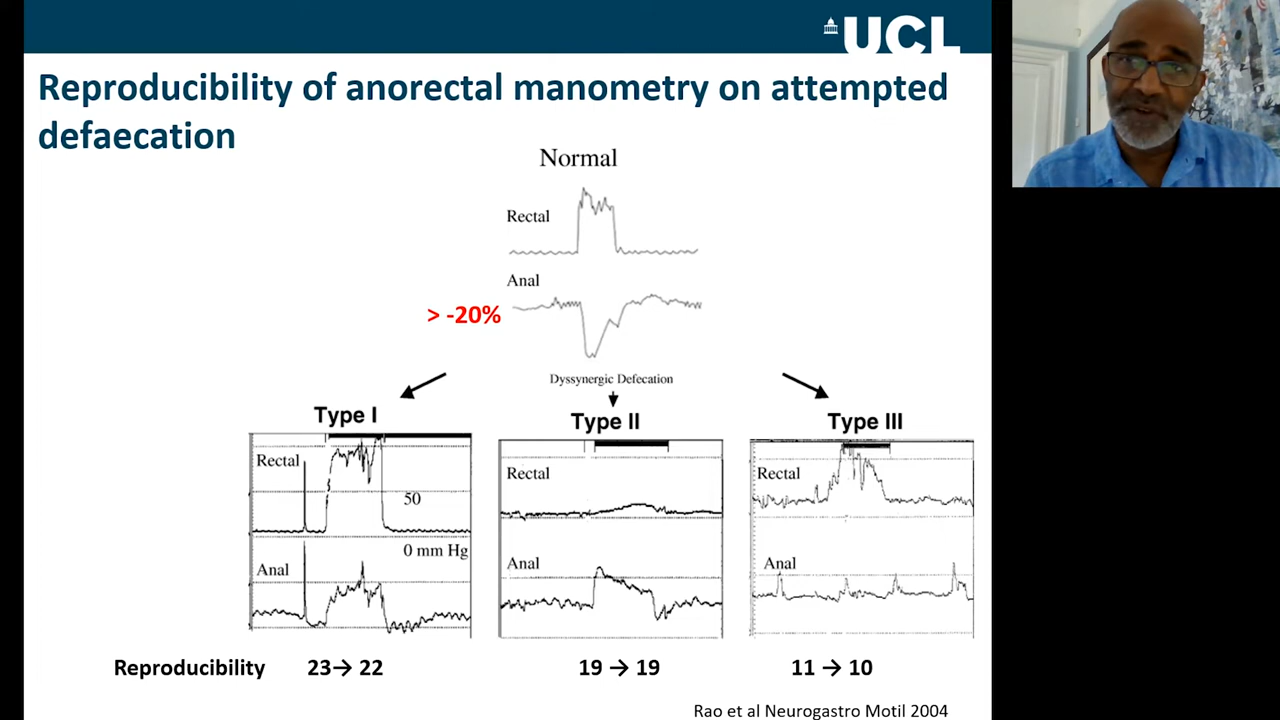 UCL
Reproducibility of anorectal manometry on attempted
defaecation
Normal
Rectal
Anal
> -20%
Dyssynergic Defecation
Type I
Type II
Type III
Rectal
50
0 mm Hg
Anal
Rectal
Anal
Rectal
Anal
Reproducibility 23→ 22 19 → 19 11 → 10
Rao et al Neurogastro Motil 2004